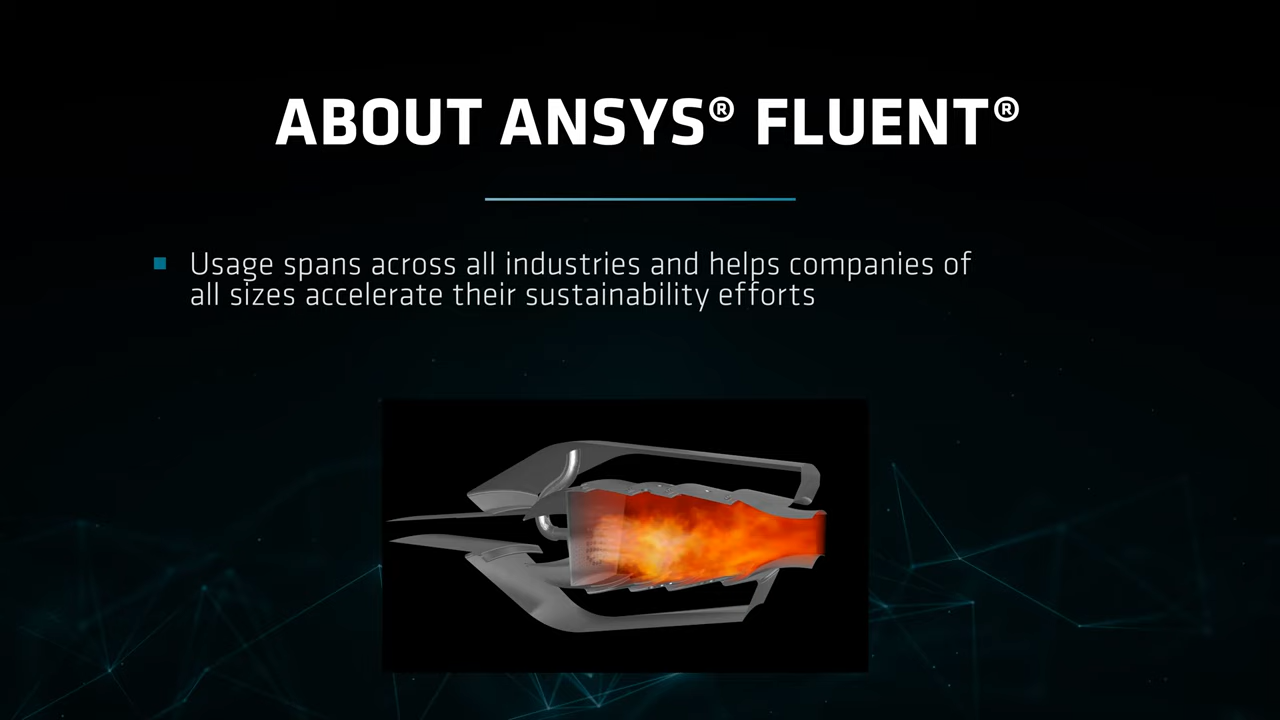 ABOUT ANSYS® FLUENT®
Usage spans across all industries and helps companies of
all sizes accelerate their sustainability efforts